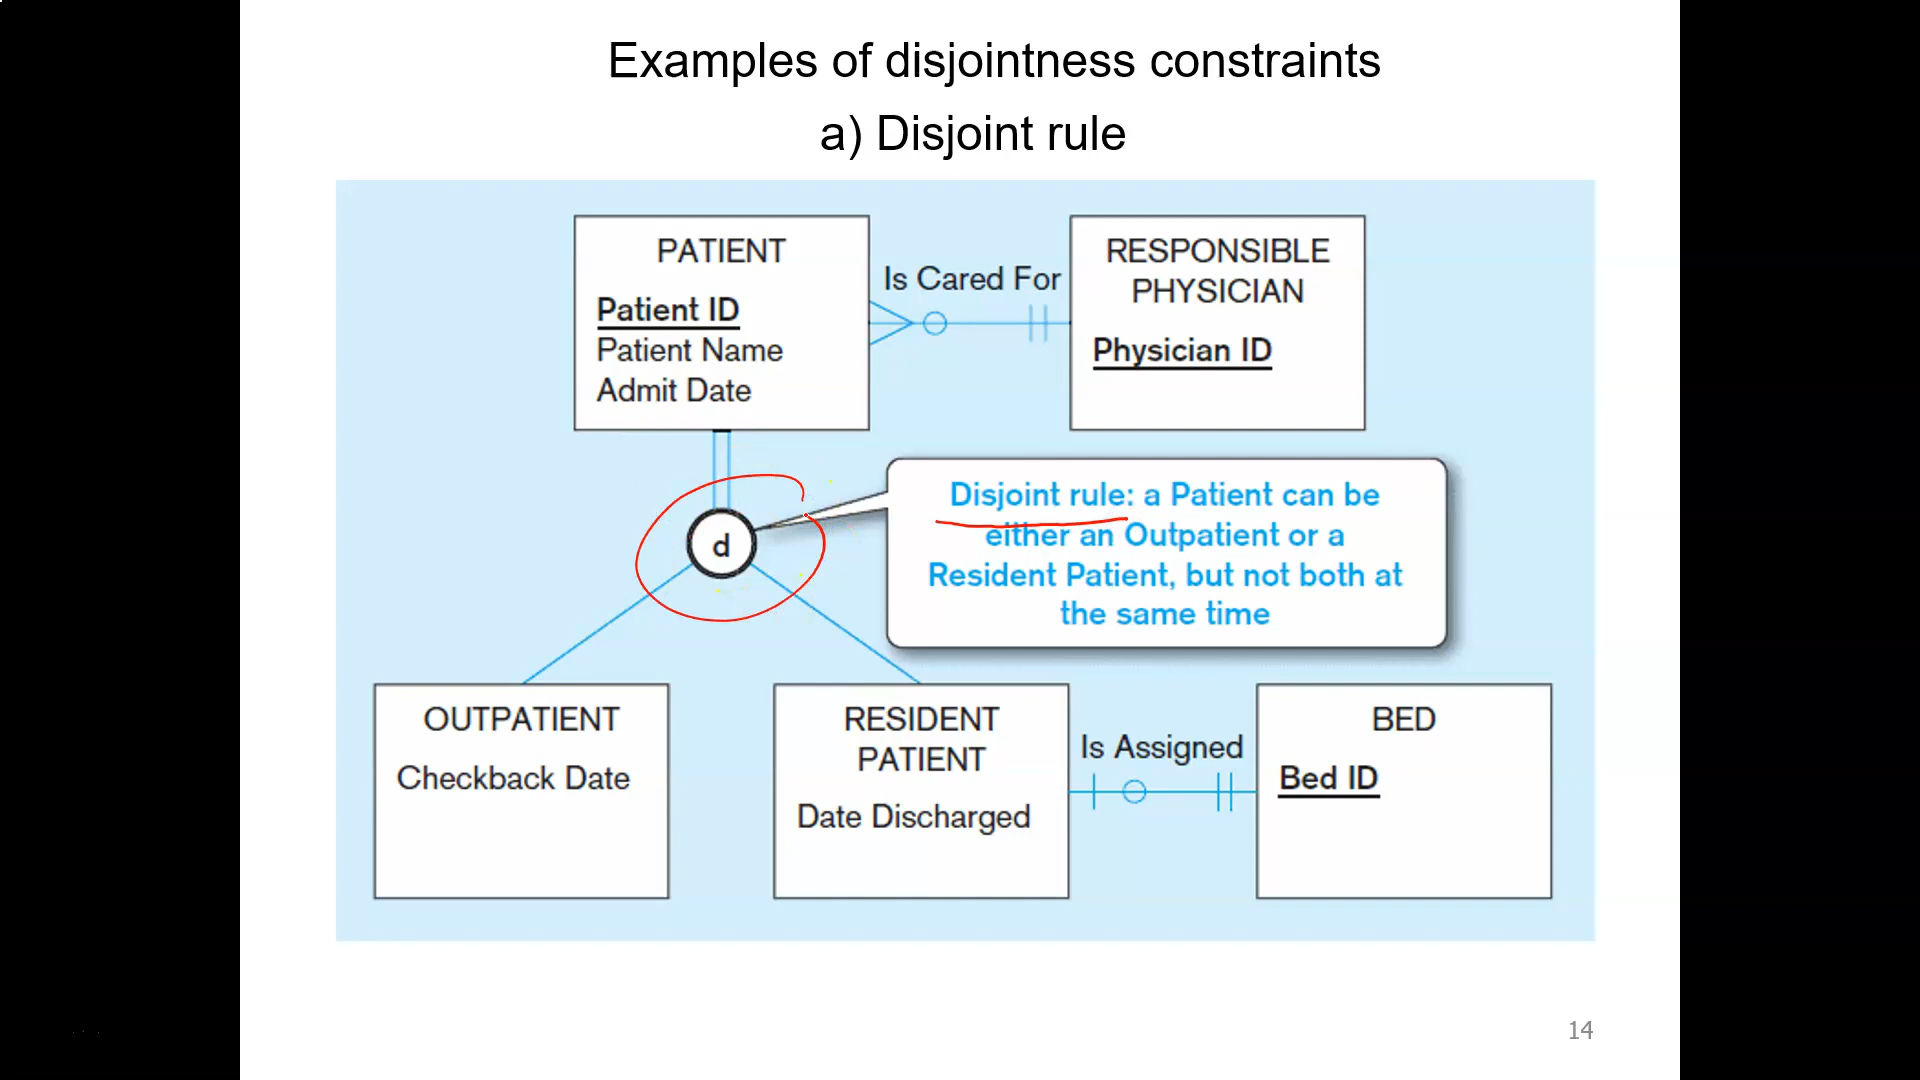 Examples of disjointness constraints
a) Disjoint rule
PATIENT
Patient ID
Patient Name
Admit Date
Is Cared For
RESPONSIBLE
PHYSICIAN
Physician ID
d
Disjoint rule: a Patient can be
either an Outpatient or a
Resident Patient, but not both at
the same time
OUTPATIENT
Checkback Date
RESIDENT
PATIENT
Date Discharged
Is Assigned
BED
Bed ID
14